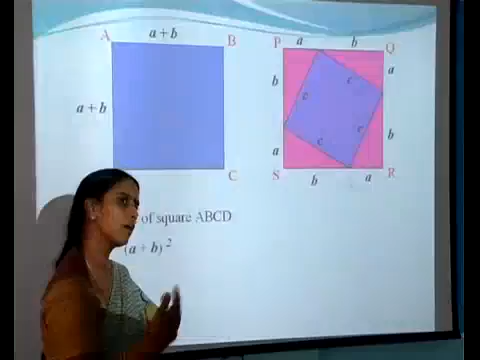 A a + b B
a + b
C
P a b Q
b c c a
c c b
a
S b a R
of square ABCD
(a + b)²